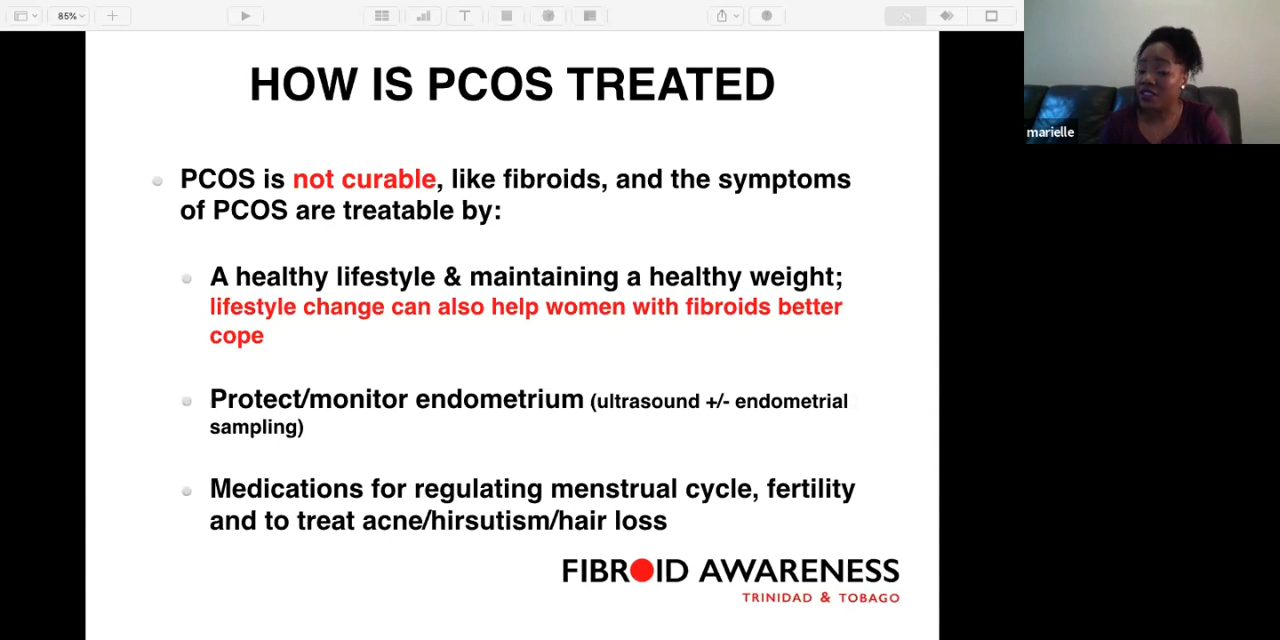 85%
HOW IS PCOS TREATED
marielle
PCOS is not curable, like fibroids, and the symptoms
of PCOS are treatable by:
A healthy lifestyle & maintaining a healthy weight;
lifestyle change can also help women with fibroids better
cope
Protect/monitor endometrium (ultrasound +/- endometrial
sampling)
Medications for regulating menstrual cycle, fertility
and to treat acne/hirsutism/hair loss
FIBROID AWARENESS
TRINIDAD & TOBAGO